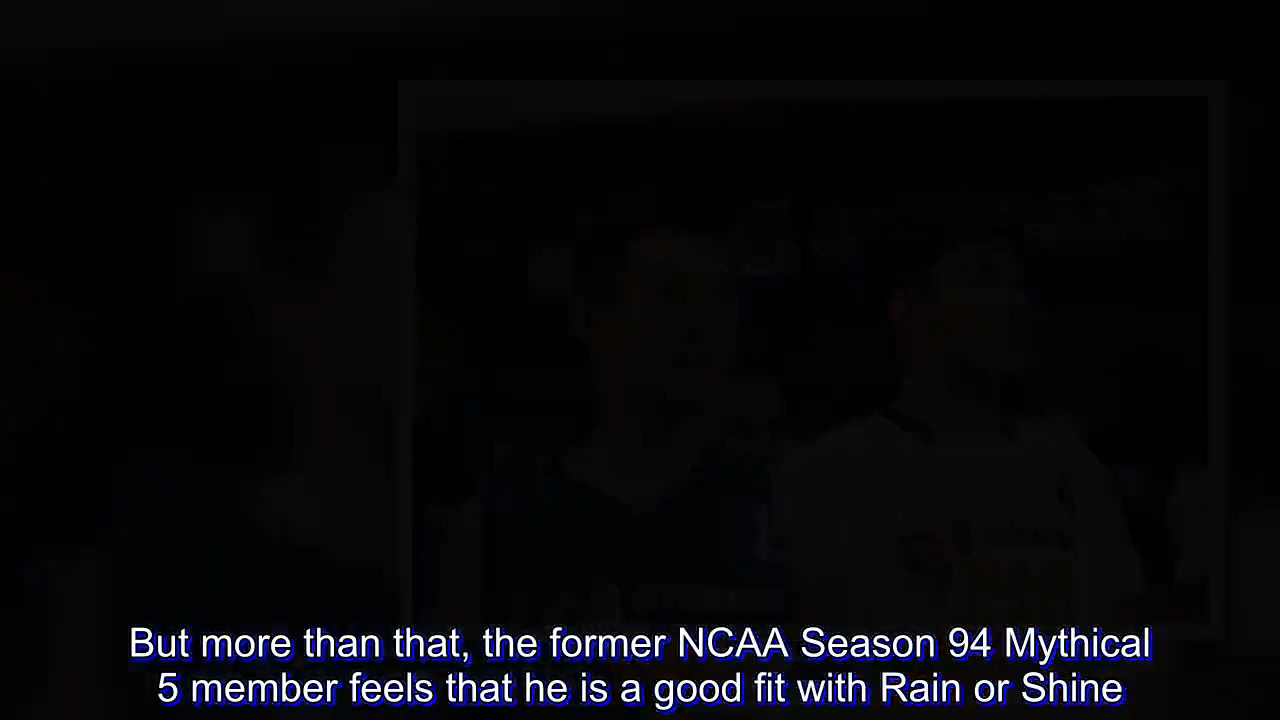 But more than that, the former NCAA Season 94 Mythical
5 member feels that he is a good fit with Rain or Shine